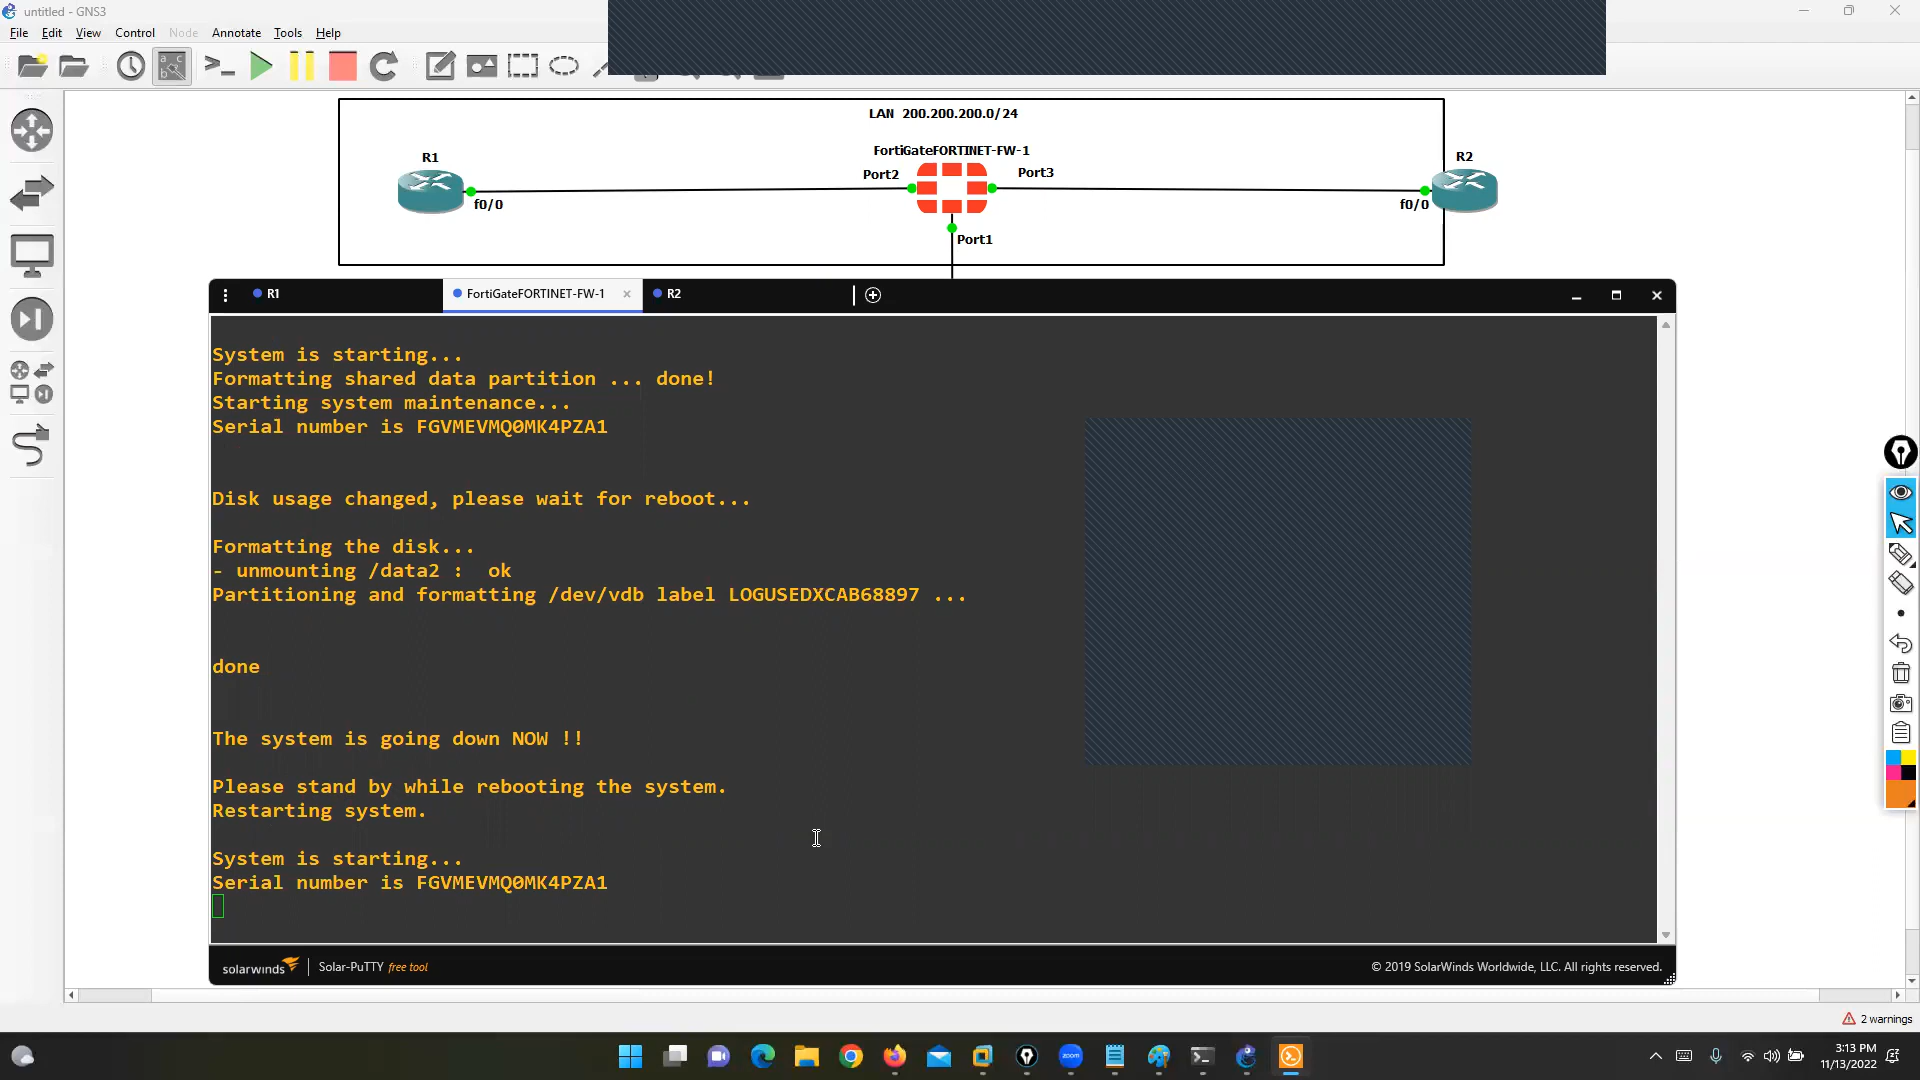 untitled - GNS3
File Edit View Control Node Annotate Tools Help
LAN 200.200.200.0/24
FortiGateFORTINET-FW-1
R1
R2
Port2
Port3
f0/0
f0/0
Port1
R1
FortiGateFORTINET-FW-1
R2
System is starting...
Formatting shared data partition ... done!
Starting system maintenance...
Serial number is FGVMEVMQ0MK4PZA1
Disk usage changed, please wait for reboot...
Formatting the disk...
- unmounting /data2 :  ok
Partitioning and formatting /dev/vdb label LOGUSEDXCAB68897 ...
done
The system is going down NOW !!
Please stand by while rebooting the system.
Restarting system.
System is starting...
Serial number is FGVMEVMQ0MK4PZA1
solarwinds Solar-PuTTY free tool
© 2019 SolarWinds Worldwide, LLC. All rights reserved.
2 warnings
zoom
3:13 PM
11/13/2022